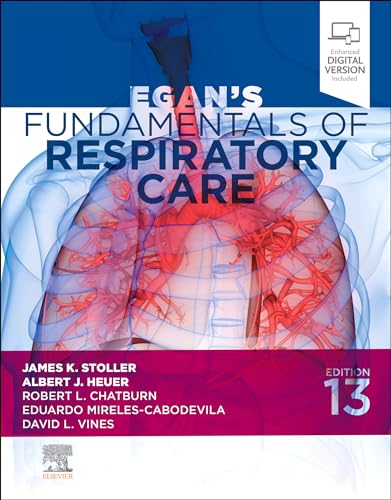 Enhanced
DIGITAL
VERSION
Included
EGAN'S
FUNDAMENTALS OF
RESPIRATORY
CARE
JAMES K. STOLLER
ALBERT J. HEUER
ROBERT L. CHATBURN
EDUARDO MIRELES-CABODEVILA
DAVID L. VINES
EDITION
13
ELSEVIER